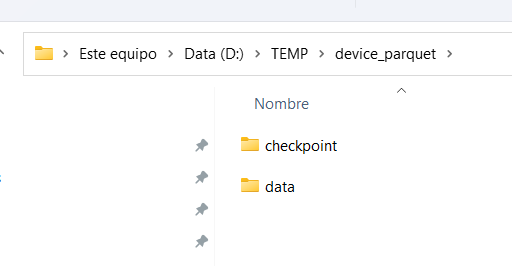 Este equipo > Data (D:) > TEMP > device_parquet >
Nombre
checkpoint
data